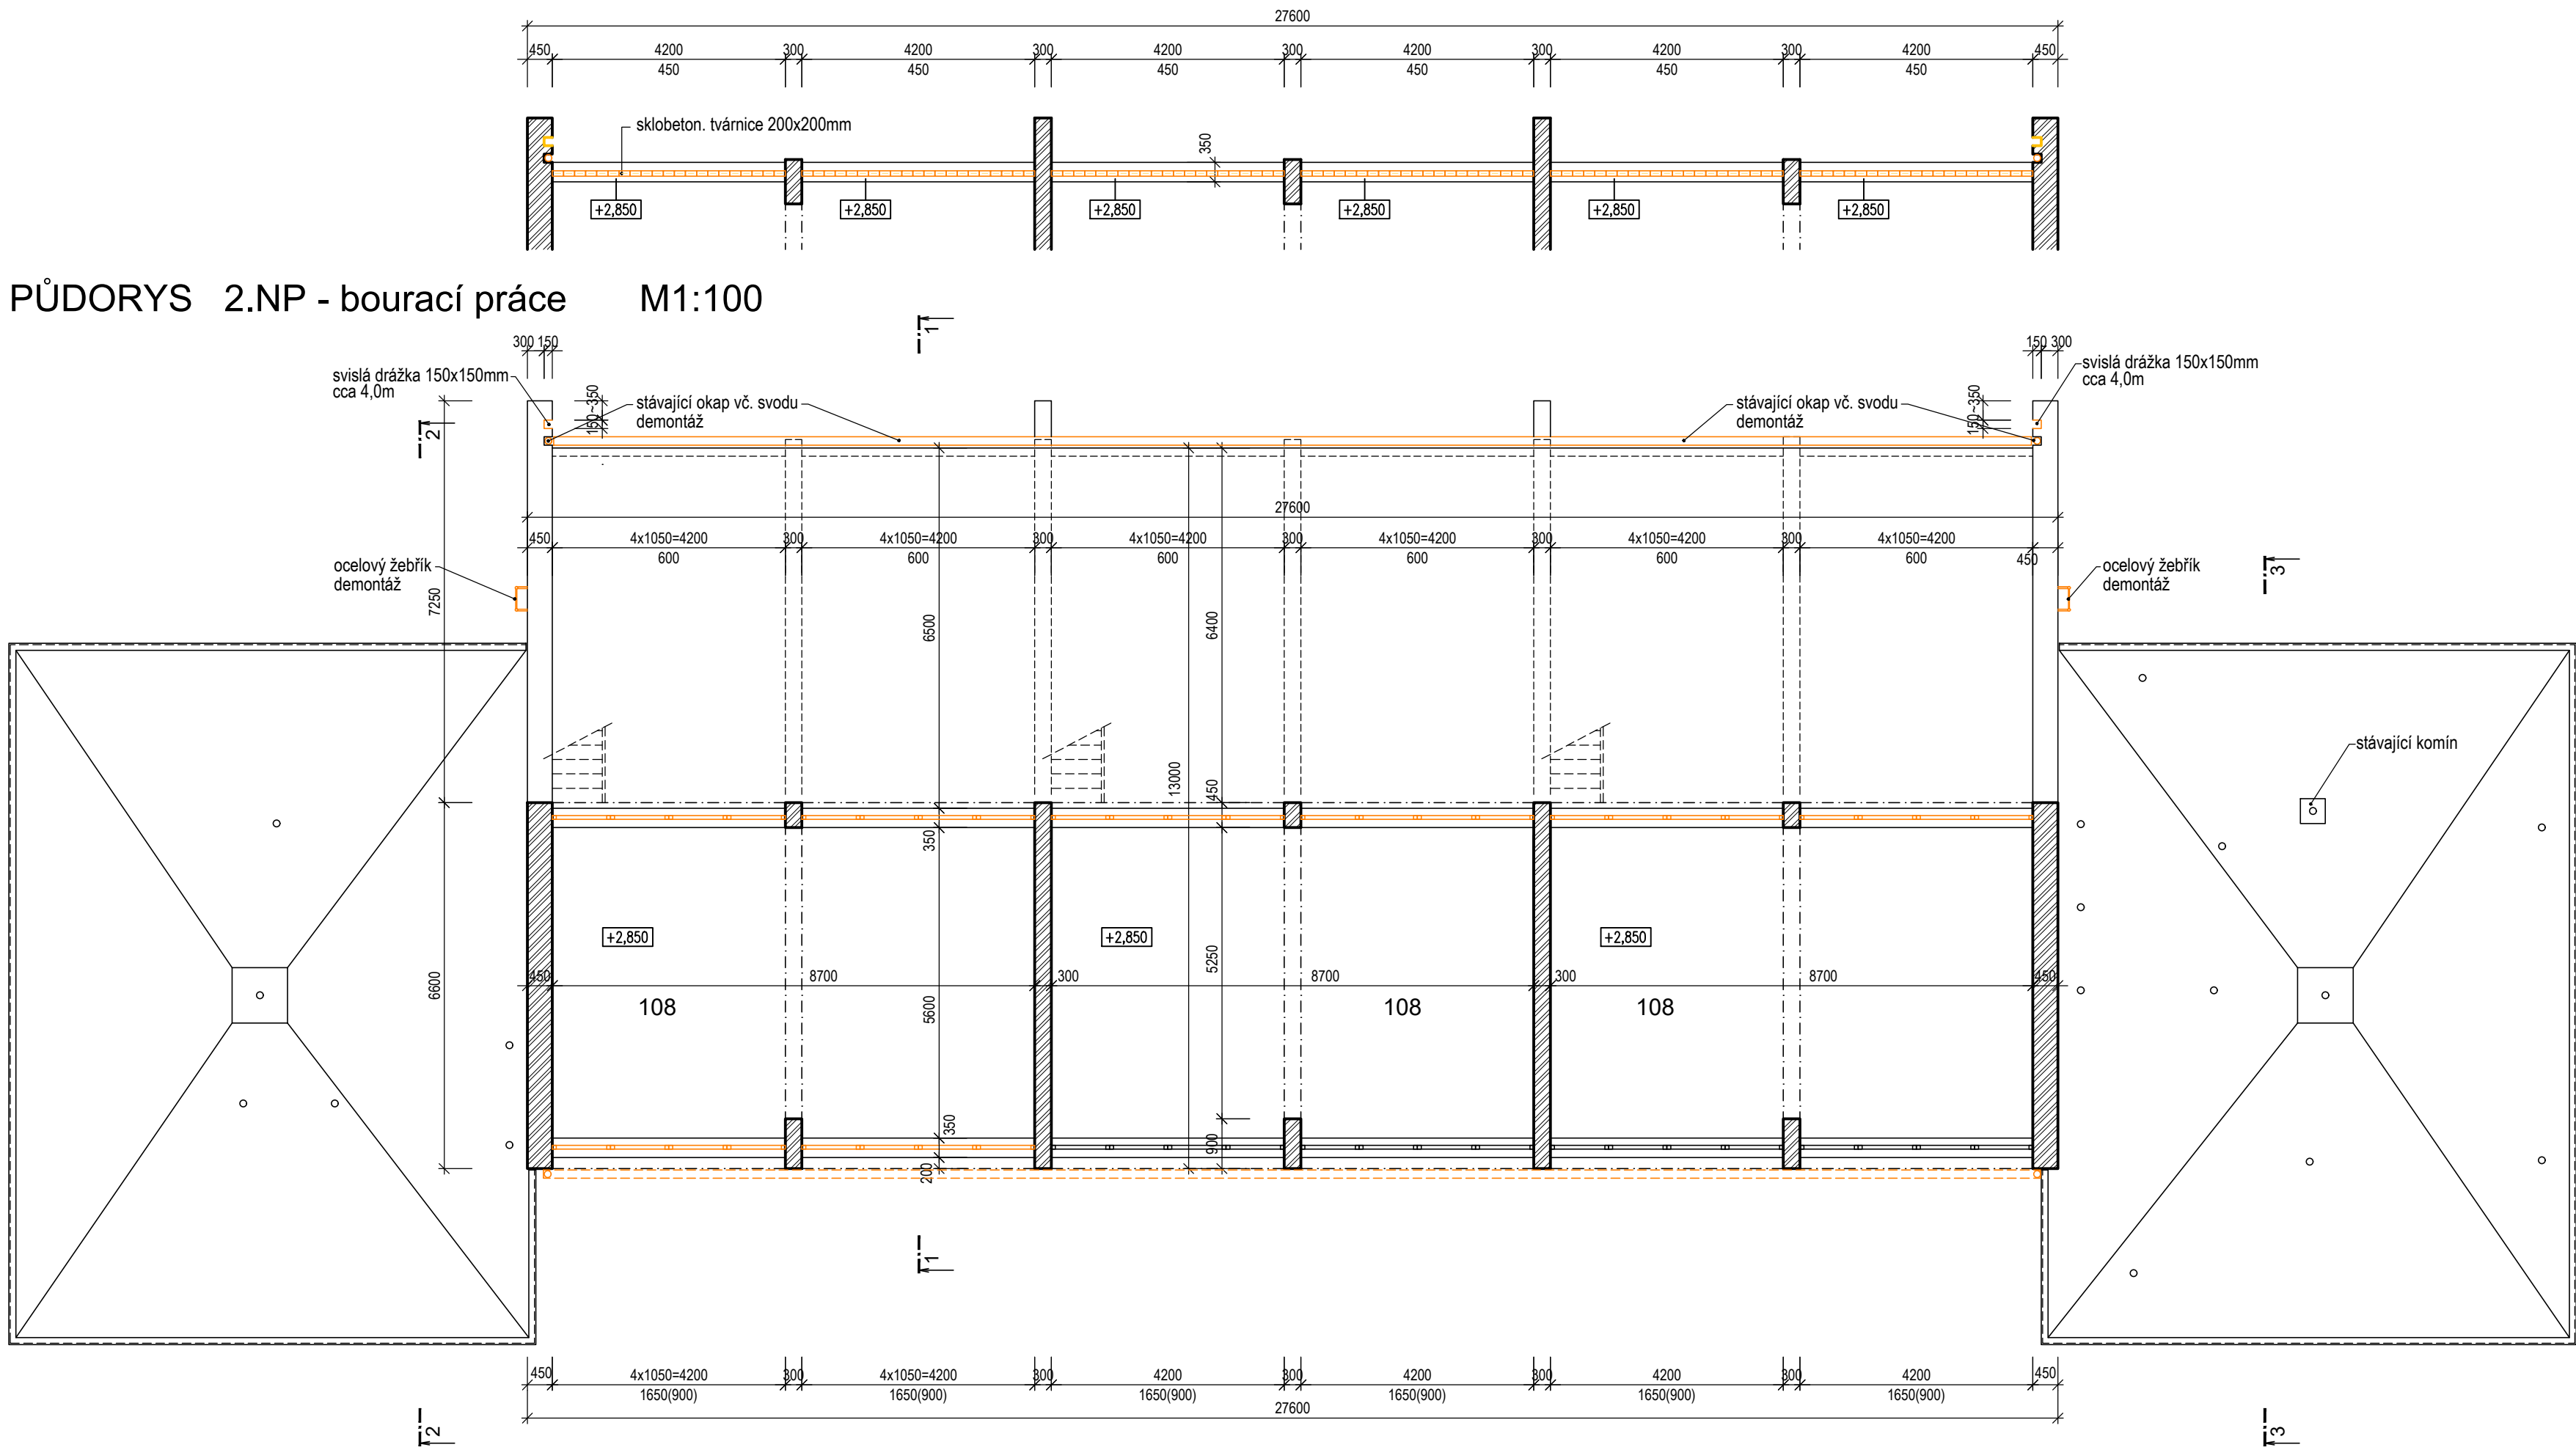 27600
450 4200 300 4200 300 4200 300 4200 300 4200 300 4200 450
450 450 450 450 450 450
sklobeton. tvárnice 200x200mm
350
+2,850 +2,850 +2,850 +2,850 +2,850 +2,850
PŮDORYS 2.NP - bourací práce M1:100
1
300 150
150 300
svislá drážka 150x150mm
cca 4,0m
150~350
stávající okap vč. svodu
demontáž
stávající okap vč. svodu
demontáž
150~350
svislá drážka 150x150mm
cca 4,0m
2
27600
450 4x1050=4200 300 4x1050=4200 300 4x1050=4200 300 4x1050=4200 300 4x1050=4200 300 4x1050=4200
600 600 600 600 600 600 450
ocelový žebřík
demontáž
ocelový žebřík
demontáž
3
7250
6500
6400
stávající komín
13000
450
350
+2,850 +2,850 +2,850
450 8700 300 8700 300 8700 450
6600
5600
5250
108 108 108
350
900
200
1
450 4x1050=4200 300 4x1050=4200 300 4200 300 4200 300 4200 300 4200 450
1650(900) 1650(900) 1650(900) 1650(900) 1650(900) 1650(900)
27600
2
3